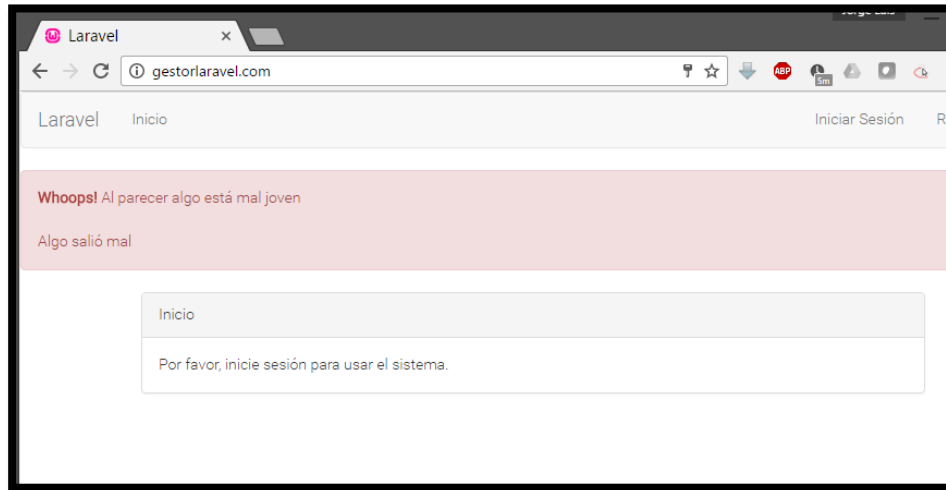 Laravel
gestorlaravel.com
ABP
5m
Laravel Inicio Iniciar Sesión
Whoops! Al parecer algo está mal joven
Algo salió mal
Inicio
Por favor, inicie sesión para usar el sistema.